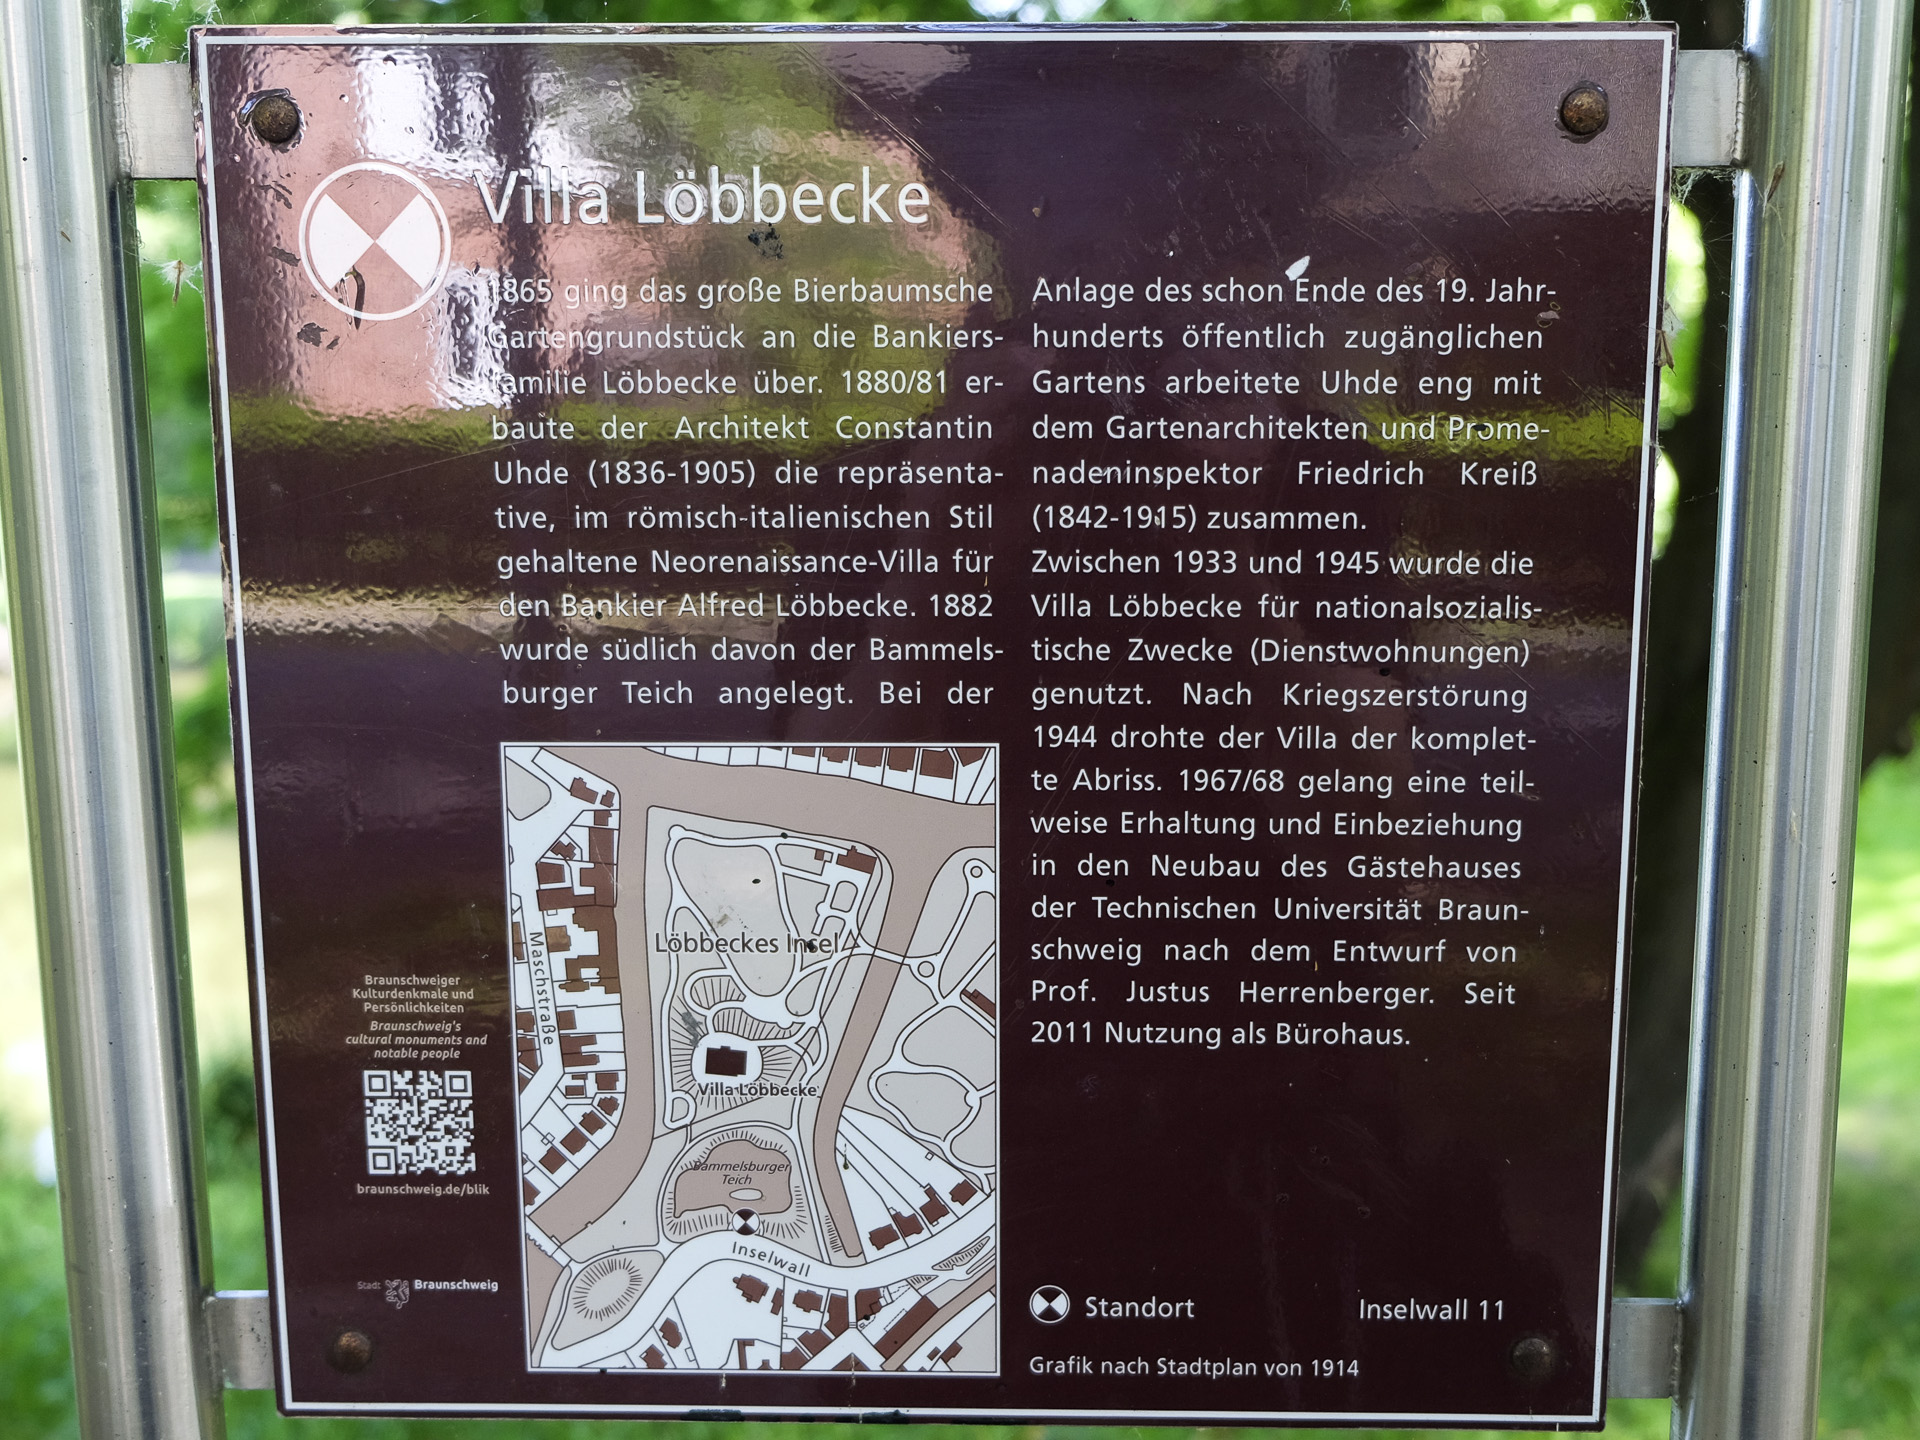 Villa Löbbecke
1865 ging das große Bierbaumsche
Gartengrundstück an die Bankiers-
familie Löbbecke über. 1880/81 er-
baute der Architekt Constantin
Uhde (1836-1905) die repräsenta-
tive, im römisch-italienischen Stil
gehaltene Neorenaissance-Villa für
den Bankier Alfred Löbbecke. 1882
wurde südlich davon der Bammels-
burger Teich angelegt. Bei der
Anlage des schon Ende des 19. Jahr-
hunderts öffentlich zugänglichen
Gartens arbeitete Uhde eng mit
dem Gartenarchitekten und Prome-
nadeninspektor Friedrich Kreiß
(1842-1915) zusammen.
Zwischen 1933 und 1945 wurde die
Villa Löbbecke für nationalsozialis-
tische Zwecke (Dienstwohnungen)
genutzt. Nach Kriegszerstörung
1944 drohte der Villa der komplet-
te Abriss. 1967/68 gelang eine teil-
weise Erhaltung und Einbeziehung
in den Neubau des Gästehauses
der Technischen Universität Braun-
schweig nach dem Entwurf von
Prof. Justus Herrenberger. Seit
2011 Nutzung als Bürohaus.
Löbbeckes Insel
Maschstraße
Villa Löbbecke
Bammelsburger
Teich
Inselwall
Braunschweiger
Kulturdenkmale und
Persönlichkeiten
Braunschweig's
cultural monuments and
notable people
braunschweig.de/blik
Stadt Braunschweig
Standort Inselwall 11
Grafik nach Stadtplan von 1914